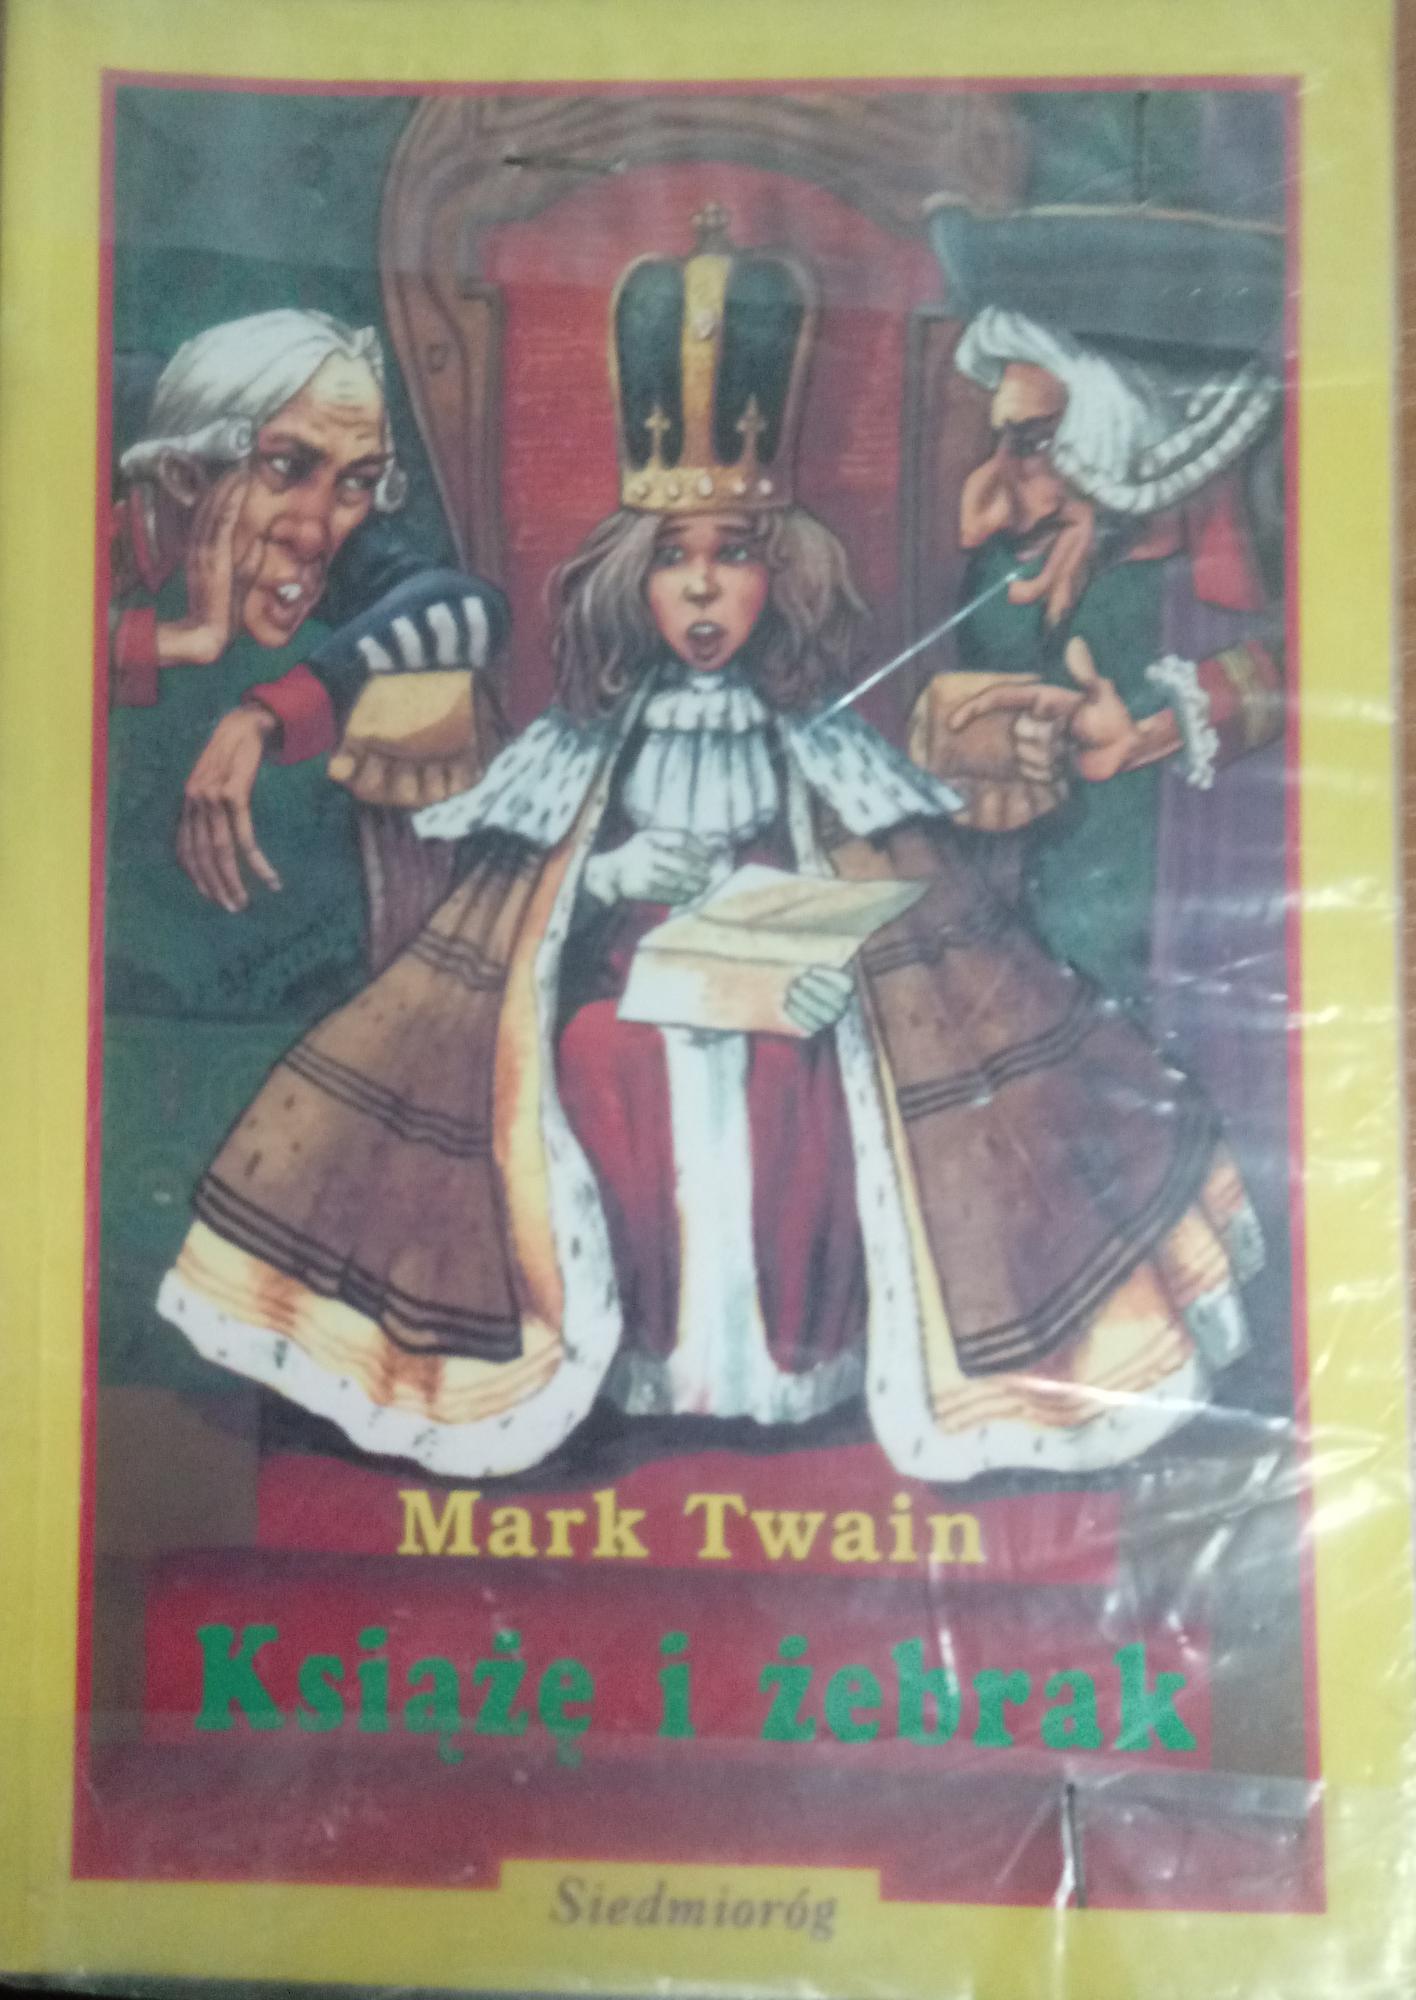 Mark Twain
Książę i żebrak
Siedmioróg